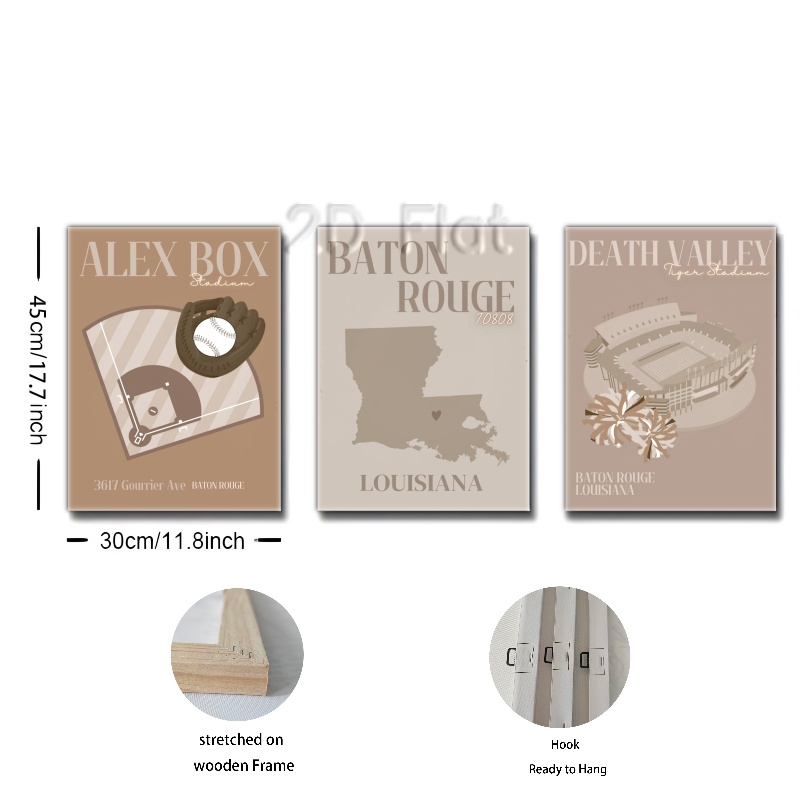 2D Flat
ALEX BOX
Stadium
3617 Gourrier Ave BATON ROUGE
BATON
ROUGE
70808
LOUISIANA
DEATH VALLEY
Tiger Stadium
BATON ROUGE
LOUISIANA
45cm/17.7inch
30cm/11.8inch
stretched on
wooden Frame
Hook
Ready to Hang